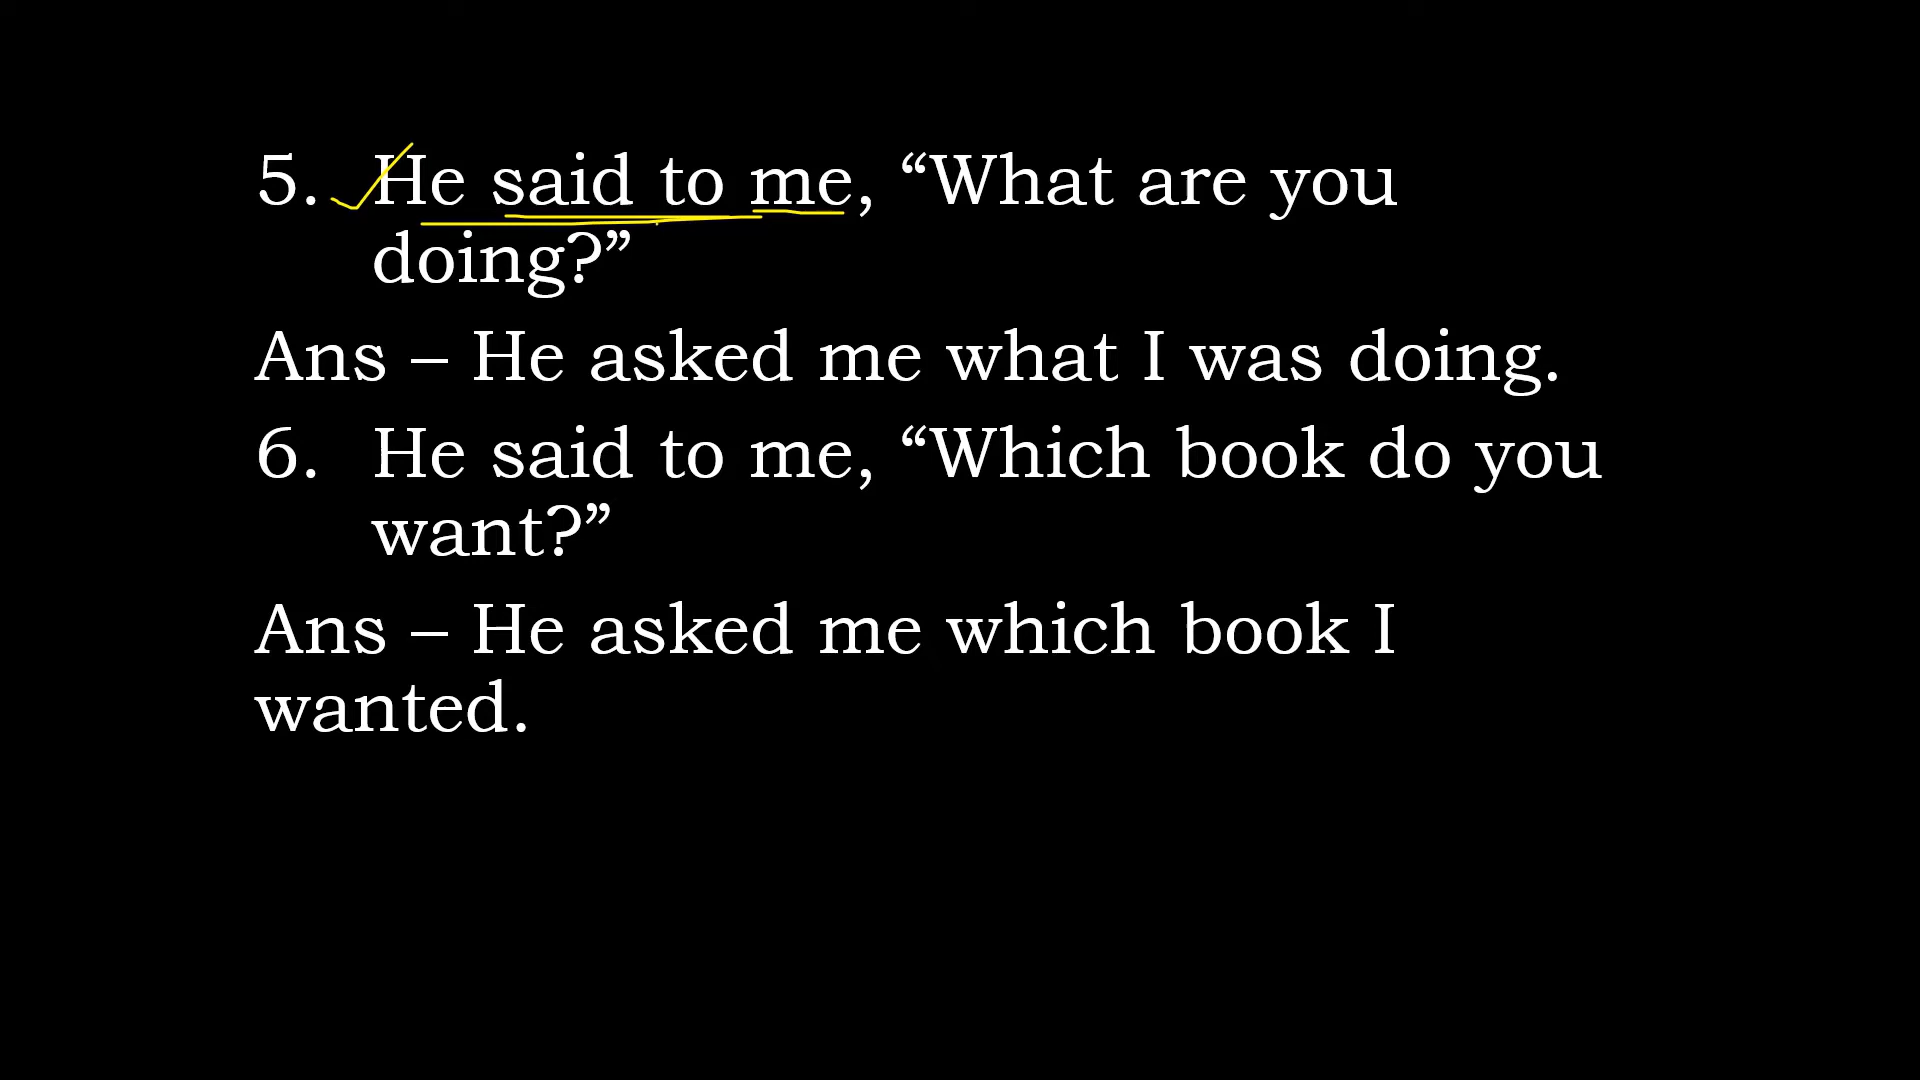 5. He said to me, “What are you
doing?”
Ans – He asked me what I was doing.
6. He said to me, “Which book do you
want?”
Ans – He asked me which book I
wanted.